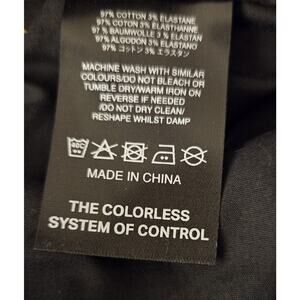 97% COTTON 3% ELASTANE
97% COTON 3% ELASTHANNE
97 % BAUMWOLLE 3 % ELASTAN
97% ALGODÓN 3% ELASTANO
97% コットン 3% エラスタン
MACHINE WASH WITH SIMILAR
COLOURS/DO NOT BLEACH OR
TUMBLE DRY/WARM IRON ON
REVERSE IF NEEDED
/DO NOT DRY CLEAN/
RESHAPE WHILST DAMP
40C
MADE IN CHINA
THE COLORLESS
SYSTEM OF CONTROL